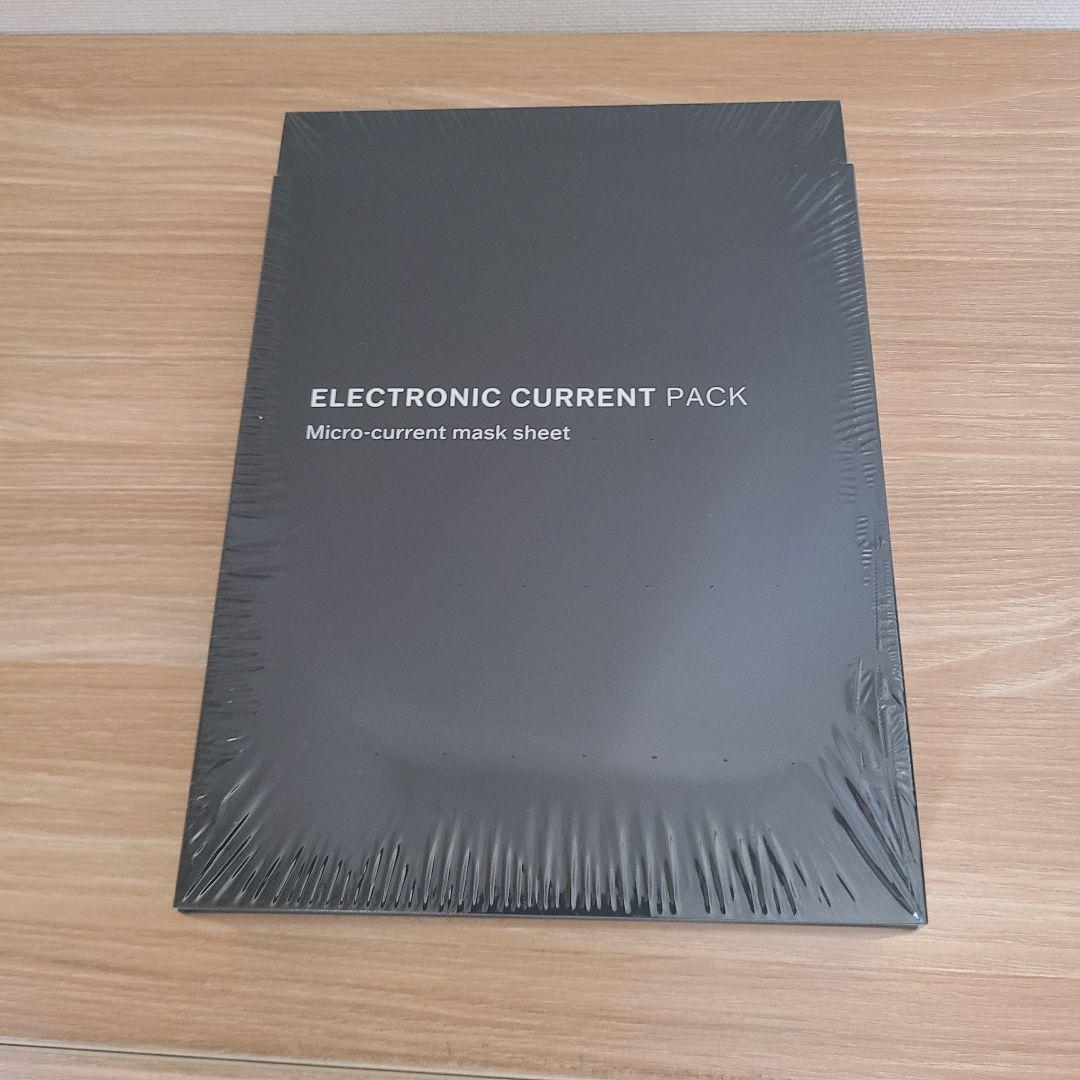 ELECTRONIC CURRENT PACK
Micro-current mask sheet